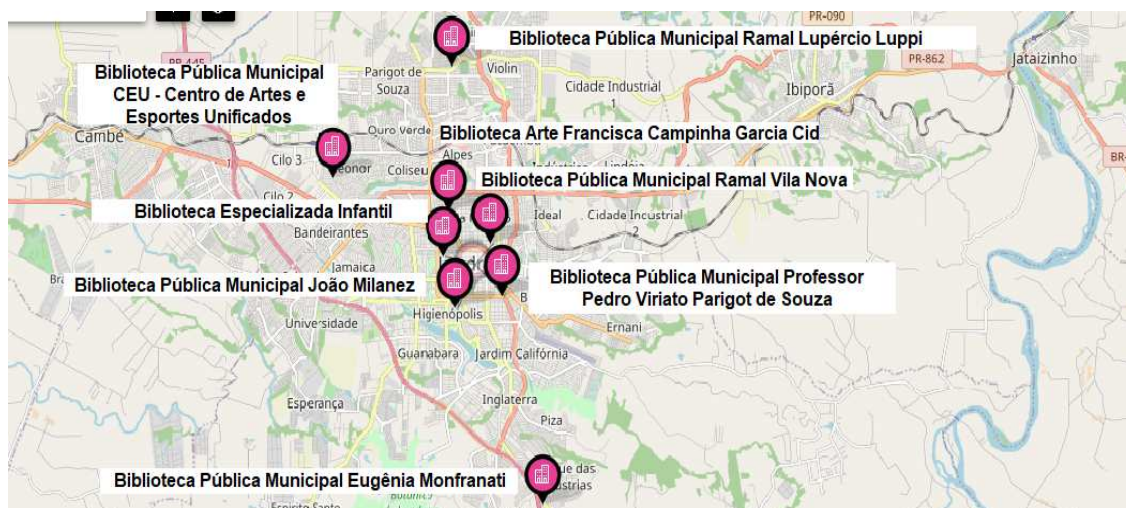 PR-090
Biblioteca Pública Municipal Ramal Lupércio Luppi
Jataizinho
PR-445
PR-862
Biblioteca Pública Municipal
CEU - Centro de Artes e
Esportes Unificados
Parigot de
Souza
Violin
Cidade Industrial
1
Ibiporã
Ouro Verde
Cambé
Biblioteca Arte Francisca Campinha Garcia Cid
Cilo 3
Alpes
Coliseu
Biblioteca Pública Municipal Ramal Vila Nova
Cilo 2
Biblioteca Especializada Infantil
Ideal
Cidade Incustrial
2
Bandeirantes
Jamaica
Biblioteca Pública Municipal João Milanez
Biblioteca Pública Municipal Professor
Pedro Viriato Parigot de Souza
Higienópolis
Universidade
Ernani
Guanabara
Jardim Califórnia
Esperança
Inglaterra
Piza
Biblioteca Pública Municipal Eugênia Monfranati